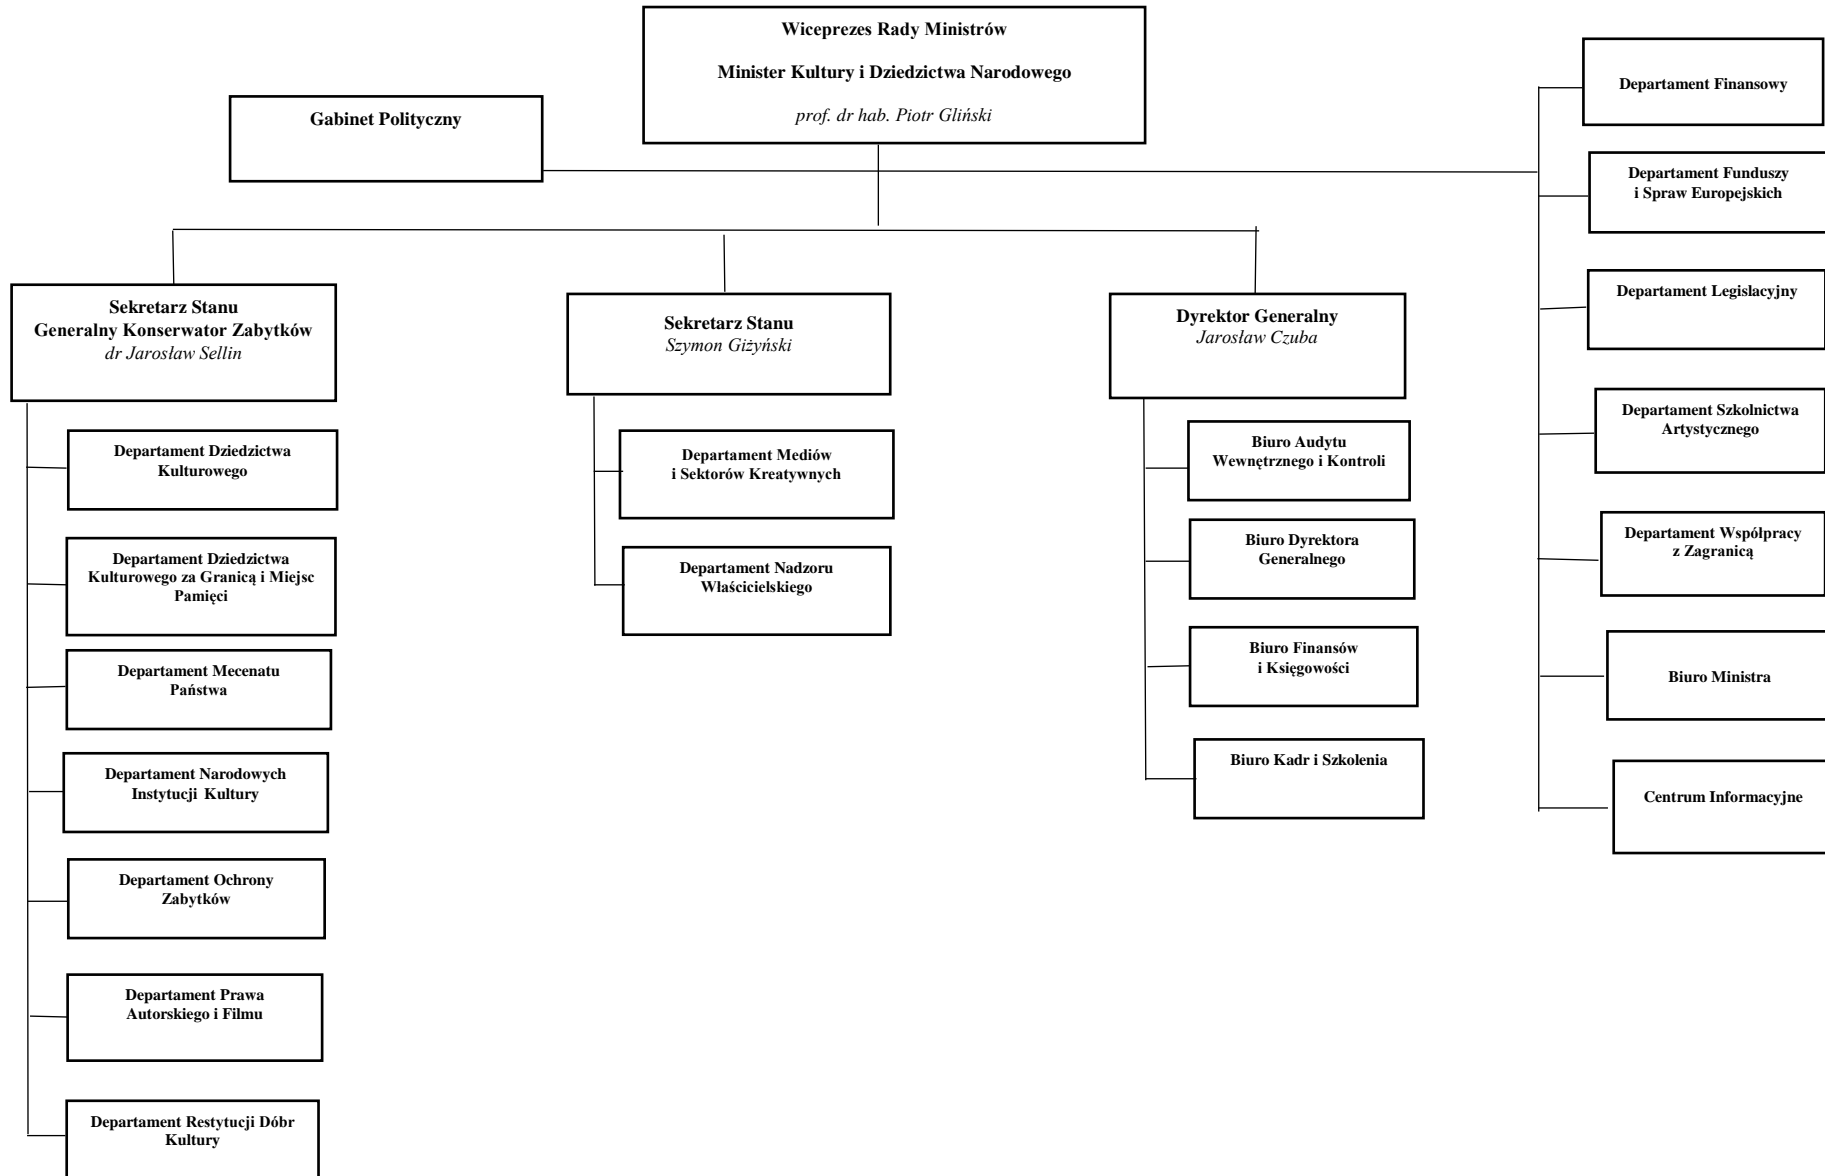 Wiceprezes Rady Ministrów
Minister Kultury i Dziedzictwa Narodowego
prof. dr hab. Piotr Gliński
Gabinet Polityczny
Sekretarz Stanu
Generalny Konserwator Zabytków
dr Jarosław Sellin
Departament Dziedzictwa
Kulturowego
Departament Dziedzictwa
Kulturowego za Granicą i Miejsc
Pamięci
Departament Mecenatu
Państwa
Departament Narodowych
Instytucji Kultury
Departament Ochrony
Zabytków
Departament Prawa
Autorskiego i Filmu
Departament Restytucji Dóbr
Kultury
Sekretarz Stanu
Szymon Giżyński
Departament Mediów
i Sektorów Kreatywnych
Departament Nadzoru
Właścicielskiego
Dyrektor Generalny
Jarosław Czuba
Biuro Audytu
Wewnętrznego i Kontroli
Biuro Dyrektora
Generalnego
Biuro Finansów
i Księgowości
Biuro Kadr i Szkolenia
Departament Finansowy
Departament Funduszy
i Spraw Europejskich
Departament Legislacyjny
Departament Szkolnictwa
Artystycznego
Departament Współpracy
z Zagranicą
Biuro Ministra
Centrum Informacyjne